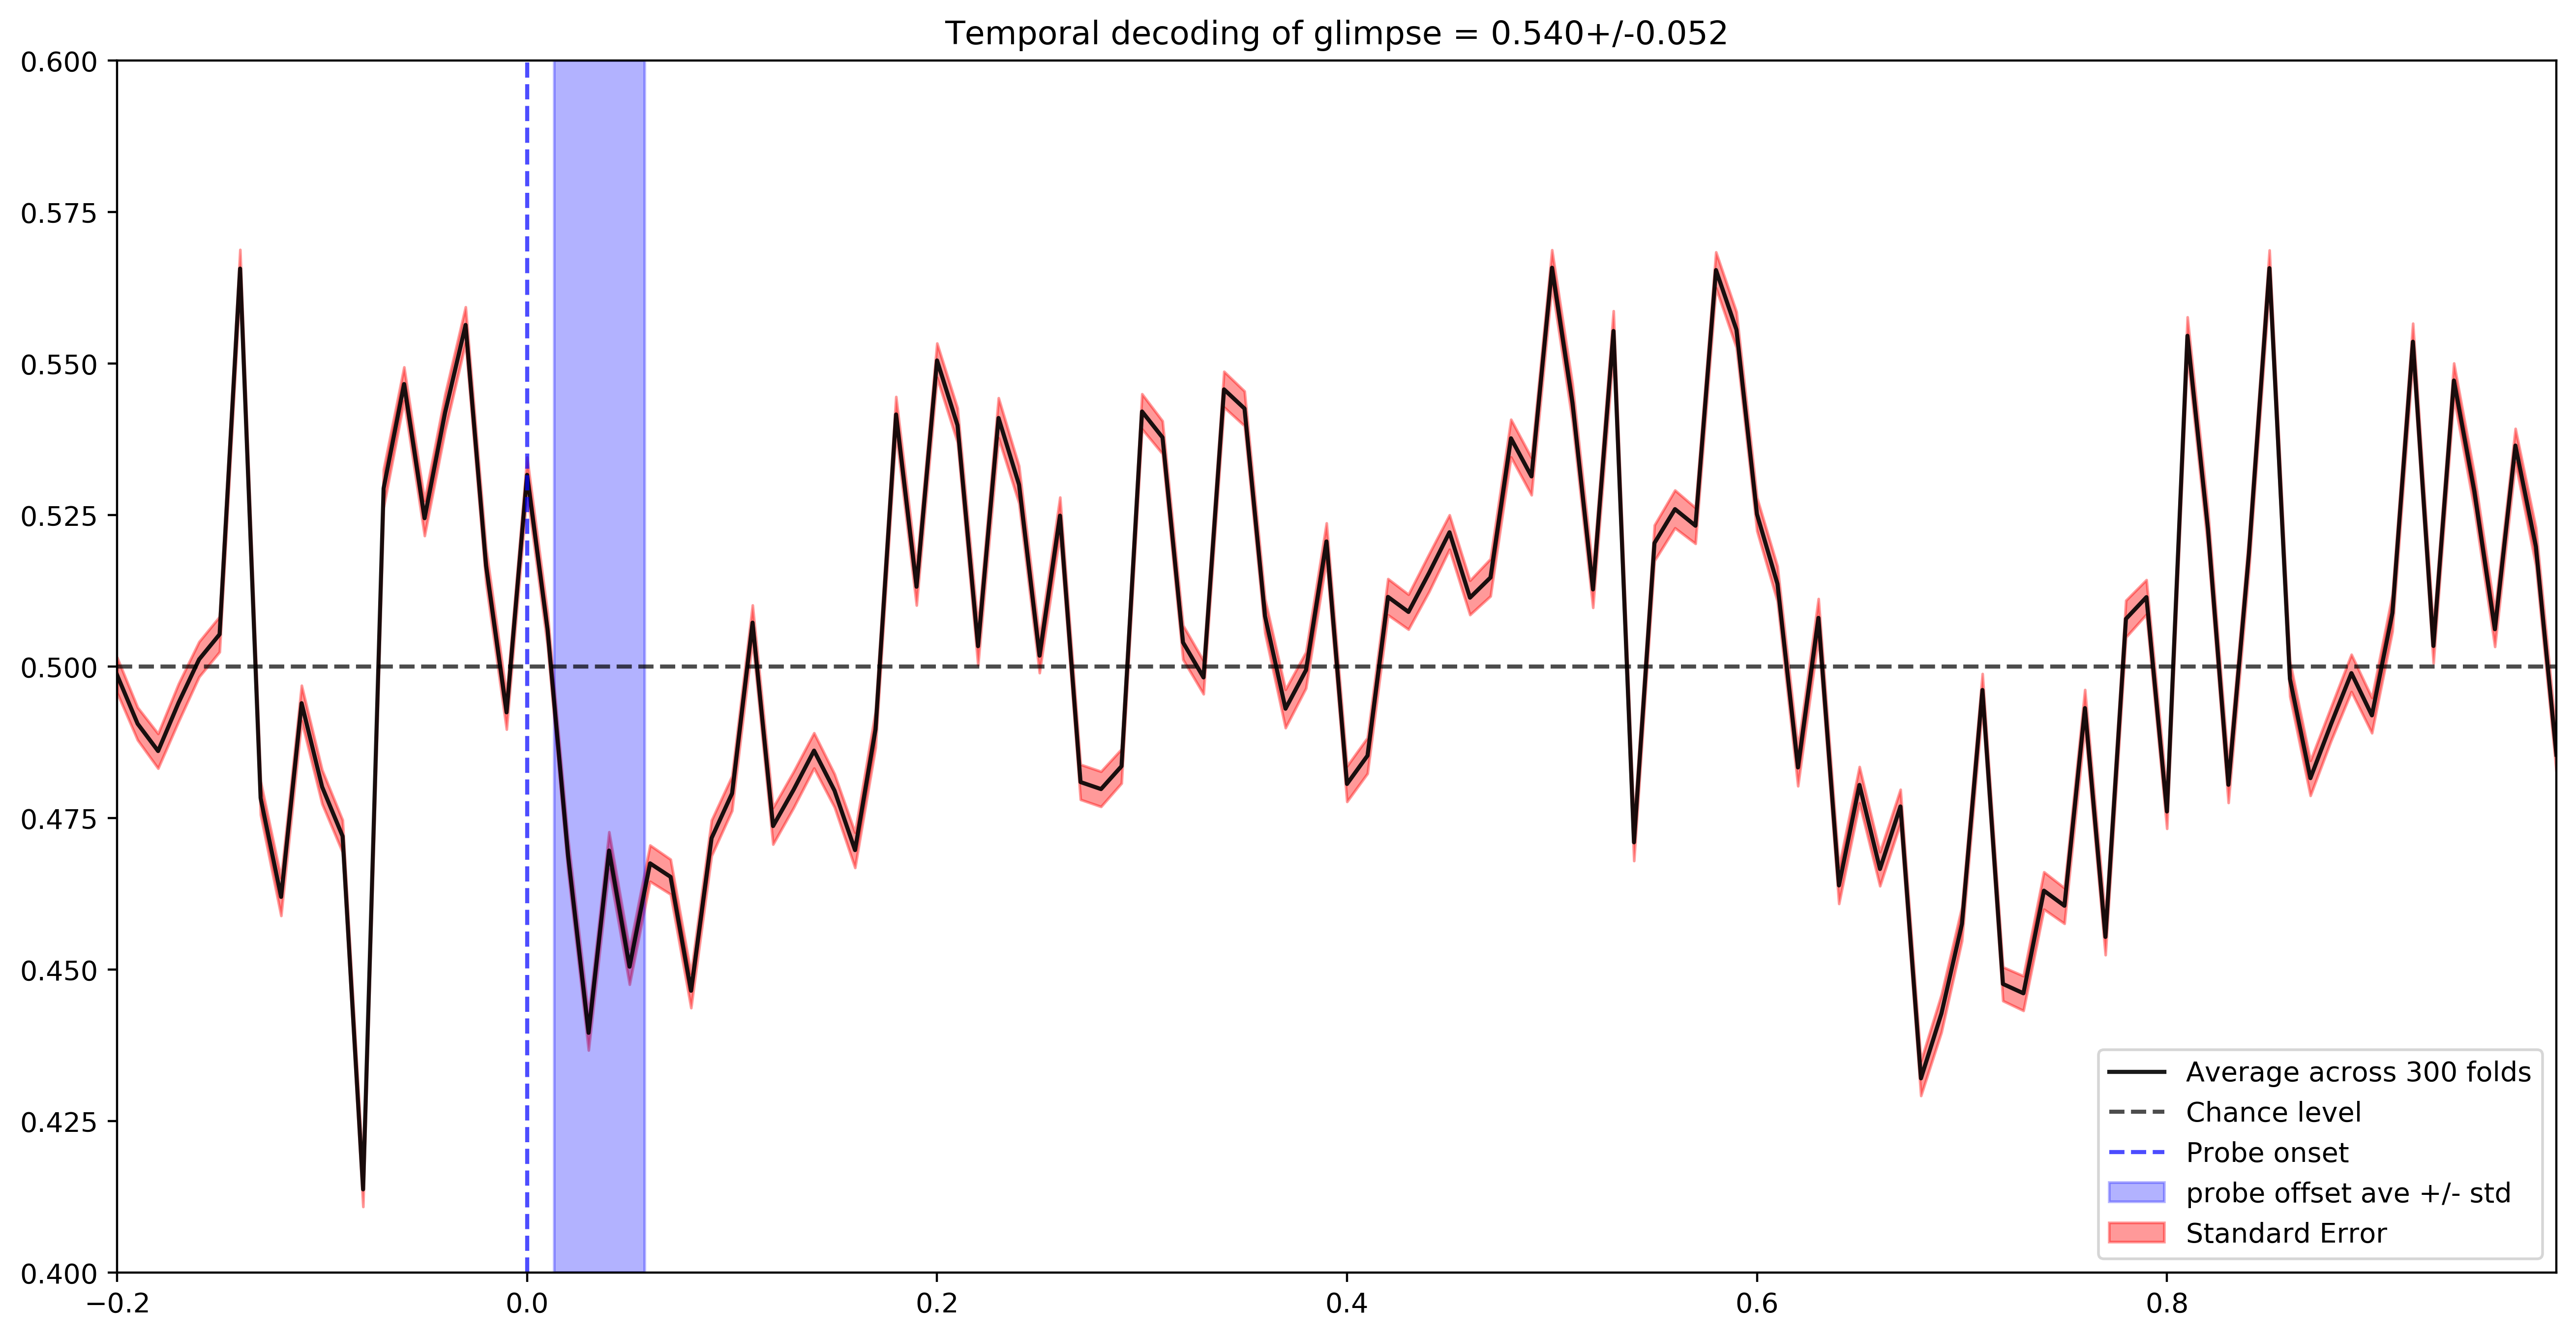 Temporal decoding of glimpse = 0.540+/-0.052
0.600
0.575
0.550
0.525
0.500
0.475
0.450
0.425
0.400
−0.2
0.0
0.2
0.4
0.6
0.8
Average across 300 folds
Chance level
Probe onset
probe offset ave +/- std
Standard Error